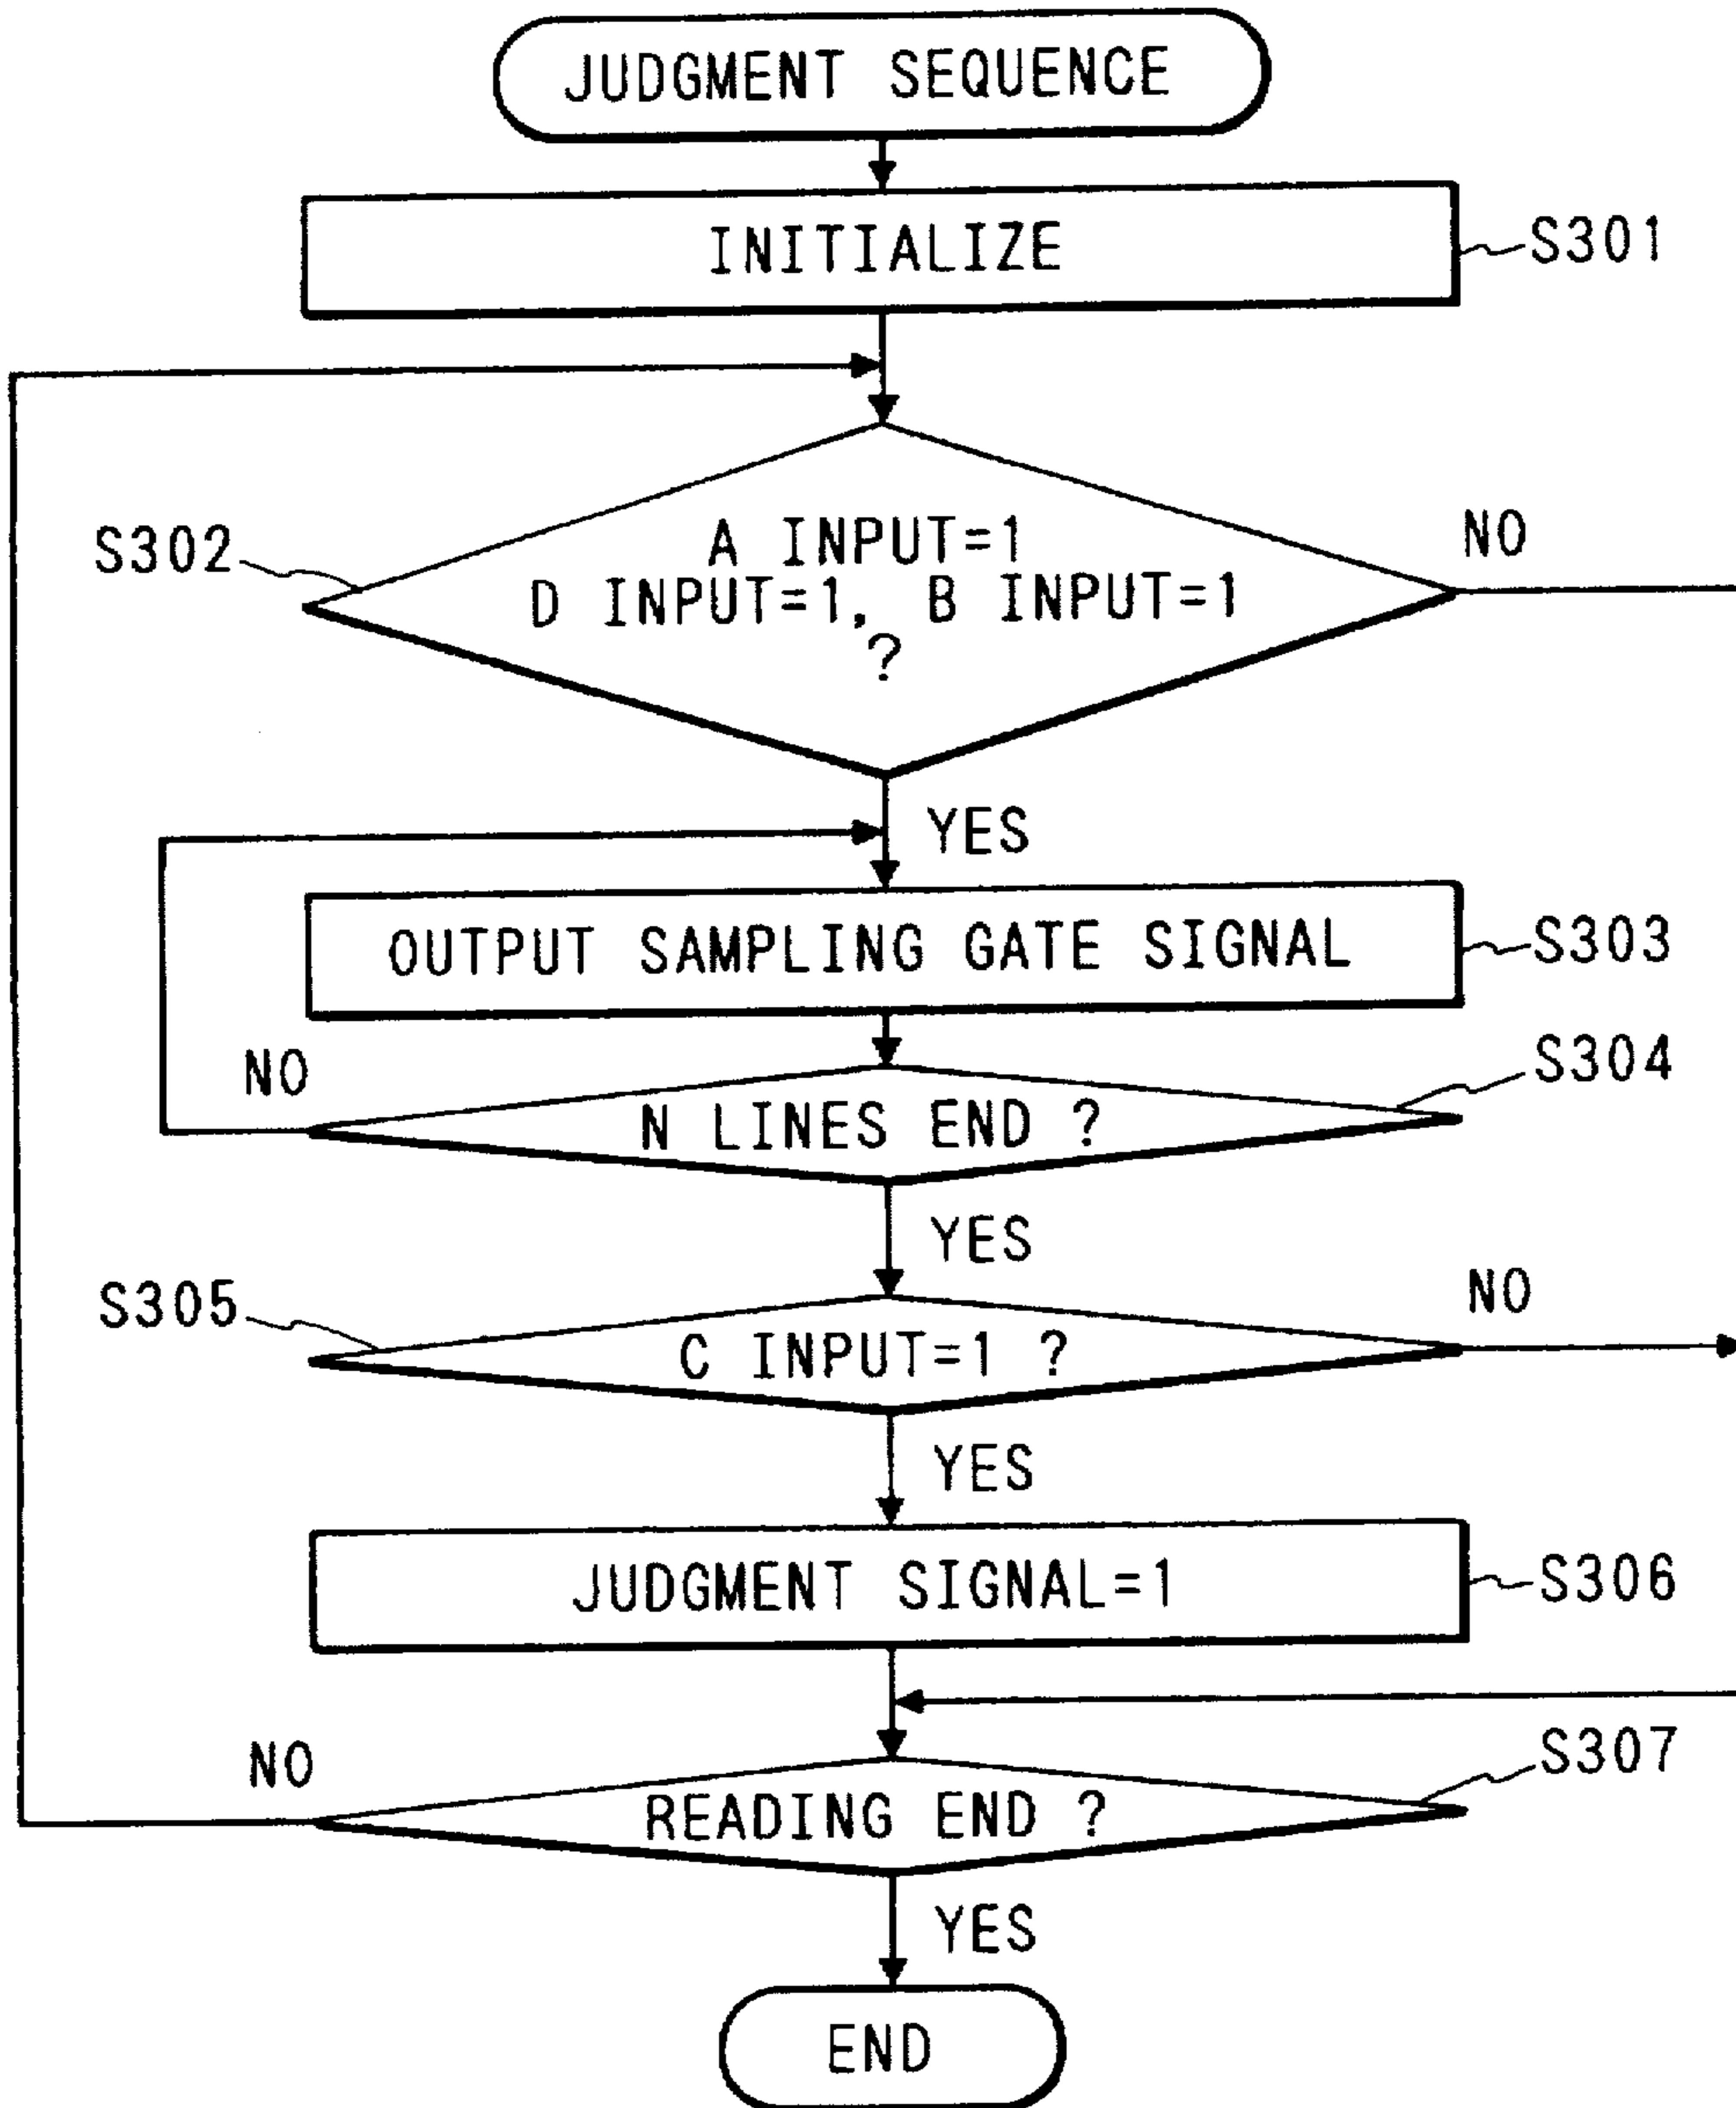 JUDGMENT SEQUENCE
INITIALIZE
S301
S302
A INPUT=1
D INPUT=1, B INPUT=1
?
NO
YES
OUTPUT SAMPLING GATE SIGNAL
S303
NO
N LINES END ?
S304
YES
S305
C INPUT=1 ?
NO
YES
JUDGMENT SIGNAL=1
S306
NO
READING END ?
S307
YES
END